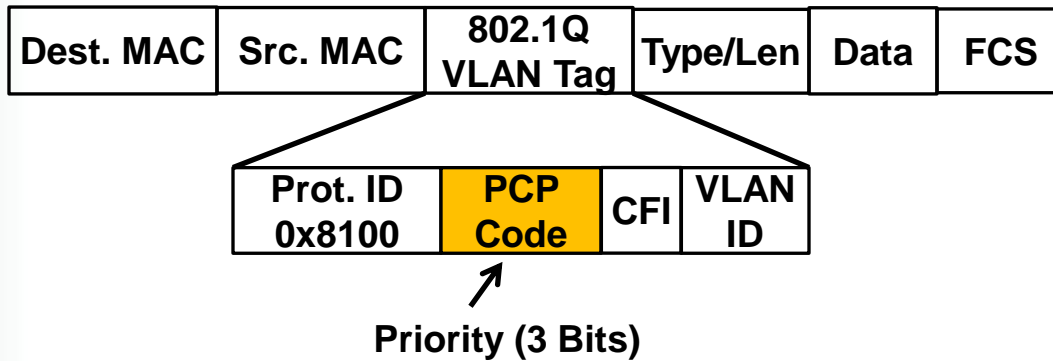 Dest. MAC Src. MAC 802.1Q VLAN Tag Type/Len Data FCS
Prot. ID 0x8100 PCP Code CFI VLAN ID
Priority (3 Bits)